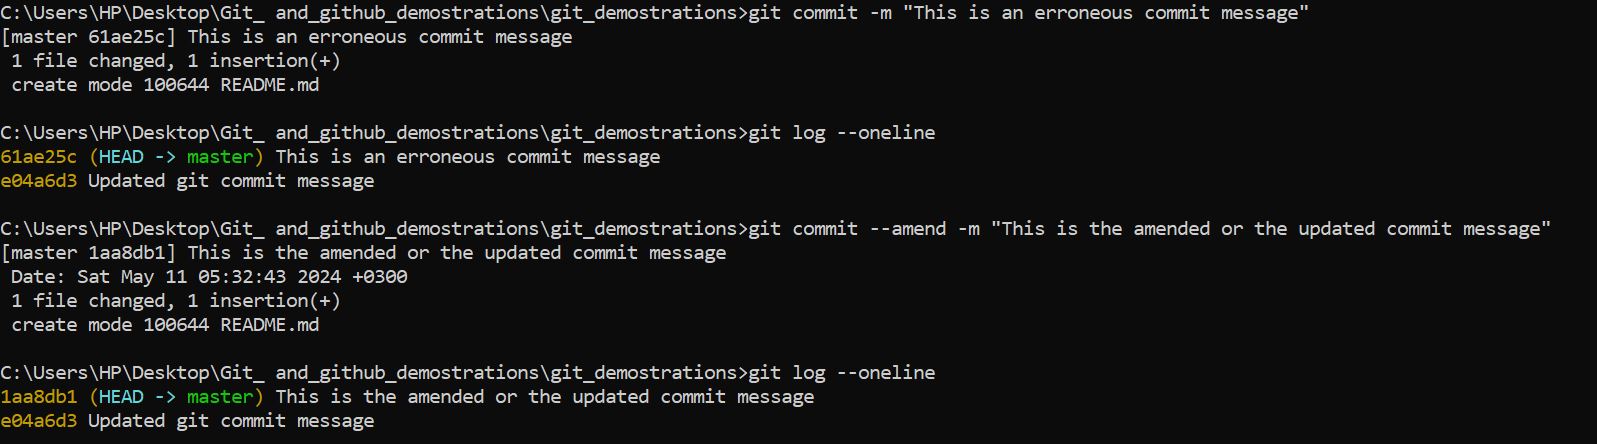 C:\Users\HP\Desktop\Git_ and_github_demostrations\git_demostrations>git commit -m "This is an erroneous commit message"
[master 61ae25c] This is an erroneous commit message
 1 file changed, 1 insertion(+)
 create mode 100644 README.md

C:\Users\HP\Desktop\Git_ and_github_demostrations\git_demostrations>git log --oneline
61ae25c (HEAD -> master) This is an erroneous commit message
e04a6d3 Updated git commit message

C:\Users\HP\Desktop\Git_ and_github_demostrations\git_demostrations>git commit --amend -m "This is the amended or the updated commit message"
[master 1aa8db1] This is the amended or the updated commit message
 Date: Sat May 11 05:32:43 2024 +0300
 1 file changed, 1 insertion(+)
 create mode 100644 README.md

C:\Users\HP\Desktop\Git_ and_github_demostrations\git_demostrations>git log --oneline
1aa8db1 (HEAD -> master) This is the amended or the updated commit message
e04a6d3 Updated git commit message